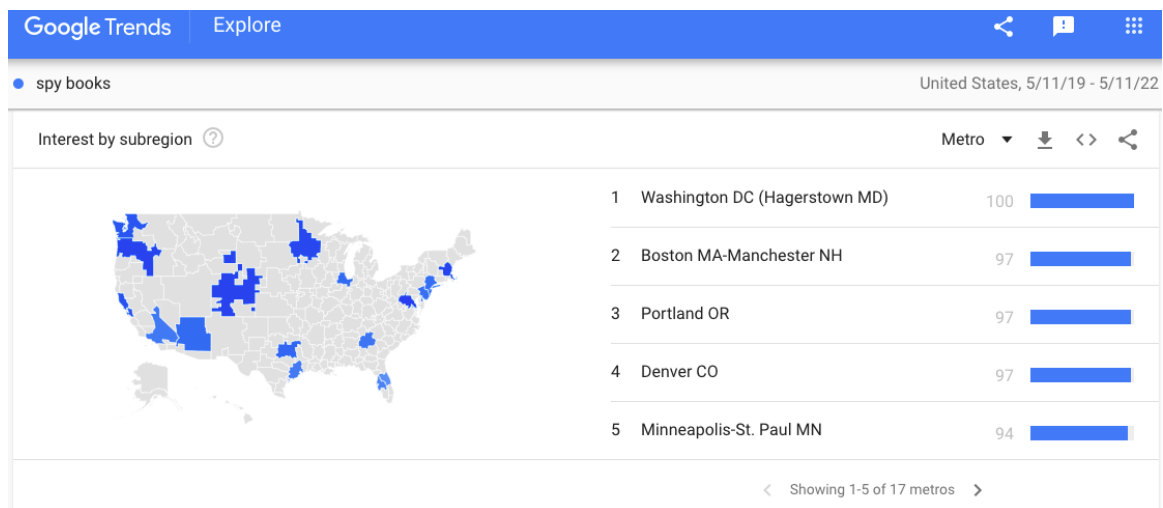 Google Trends Explore
spy books United States, 5/11/19 - 5/11/22
Interest by subregion Metro
1 Washington DC (Hagerstown MD) 100
2 Boston MA-Manchester NH 97
3 Portland OR 97
4 Denver CO 97
5 Minneapolis-St. Paul MN 94
Showing 1-5 of 17 metros